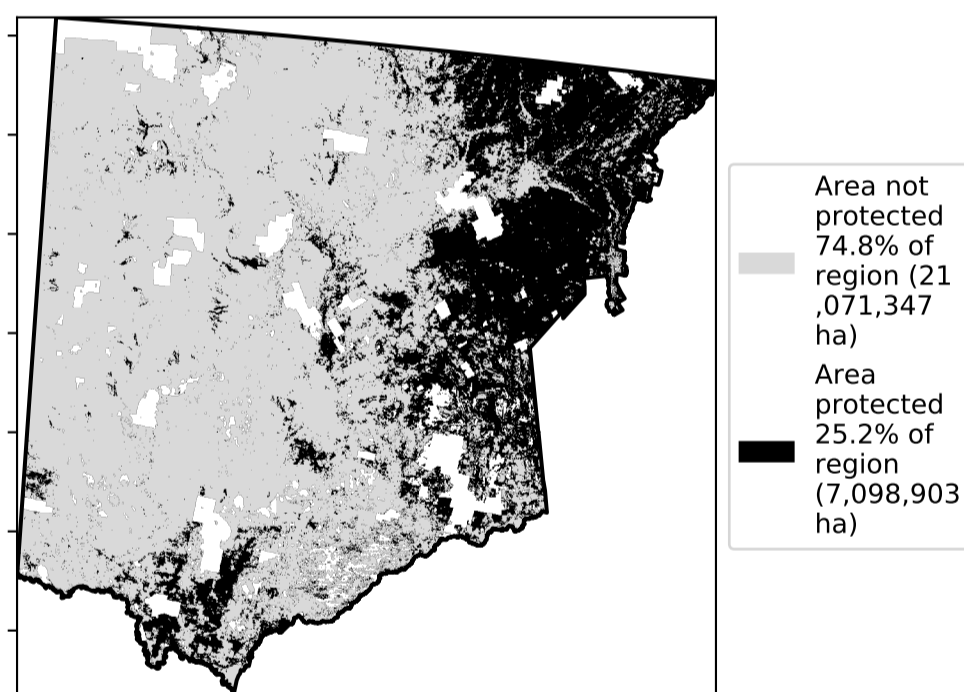 Area not
protected
74.8% of
region (21
,071,347
ha)
Area
protected
25.2% of
region
(7,098,903
ha)